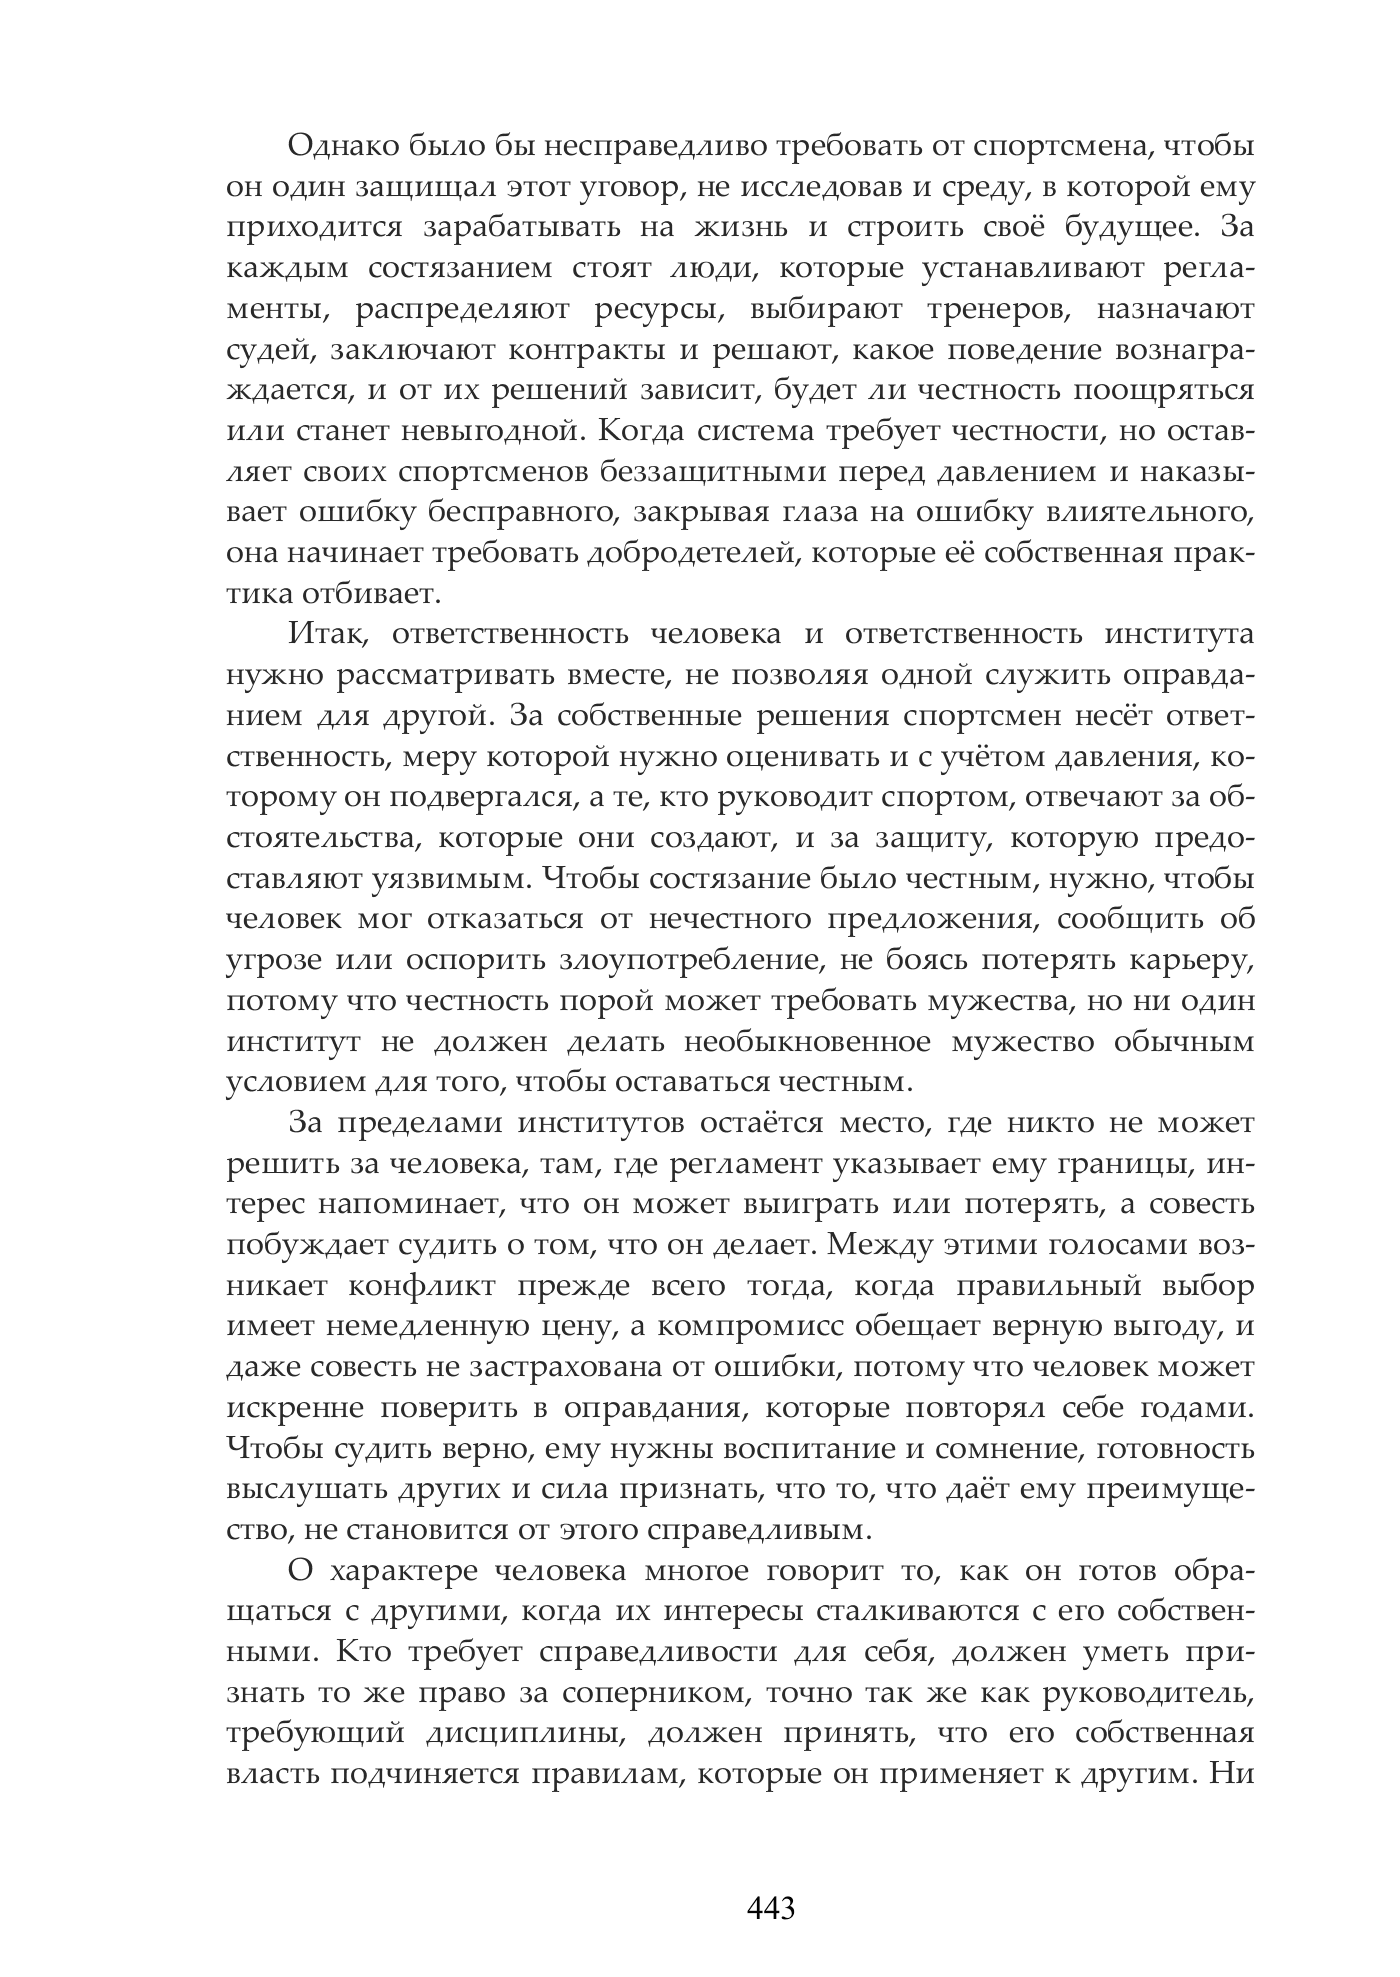 Однако было бы несправедливо требовать от спортсмена, чтобы
он один защищал этот уговор, не исследовав и среду, в которой ему
приходится зарабатывать на жизнь и строить своё будущее. За
каждым состязанием стоят люди, которые устанавливают регла-
менты, распределяют ресурсы, выбирают тренеров, назначают
судей, заключают контракты и решают, какое поведение вознагра-
ждается, и от их решений зависит, будет ли честность поощряться
или станет невыгодной. Когда система требует честности, но остав-
ляет своих спортсменов беззащитными перед давлением и наказы-
вает ошибку бесправного, закрывая глаза на ошибку влиятельного,
она начинает требовать добродетелей, которые её собственная прак-
тика отбивает.
Итак, ответственность человека и ответственность института
нужно рассматривать вместе, не позволяя одной служить оправда-
нием для другой. За собственные решения спортсмен несёт ответ-
ственность, меру которой нужно оценивать и с учётом давления, ко-
торому он подвергался, а те, кто руководит спортом, отвечают за об-
стоятельства, которые они создают, и за защиту, которую предо-
ставляют уязвимым. Чтобы состязание было честным, нужно, чтобы
человек мог отказаться от нечестного предложения, сообщить об
угрозе или оспорить злоупотребление, не боясь потерять карьеру,
потому что честность порой может требовать мужества, но ни один
институт не должен делать необыкновенное мужество обычным
условием для того, чтобы оставаться честным.
За пределами институтов остаётся место, где никто не может
решить за человека, там, где регламент указывает ему границы, ин-
терес напоминает, что он может выиграть или потерять, а совесть
побуждает судить о том, что он делает. Между этими голосами воз-
никает конфликт прежде всего тогда, когда правильный выбор
имеет немедленную цену, а компромисс обещает верную выгоду, и
даже совесть не застрахована от ошибки, потому что человек может
искренне поверить в оправдания, которые повторял себе годами.
Чтобы судить верно, ему нужны воспитание и сомнение, готовность
выслушать других и сила признать, что то, что даёт ему преимуще-
ство, не становится от этого справедливым.
О характере человека многое говорит то, как он готов обра-
щаться с другими, когда их интересы сталкиваются с его собствен-
ными. Кто требует справедливости для себя, должен уметь при-
знать то же право за соперником, точно так же как руководитель,
требующий дисциплины, должен принять, что его собственная
власть подчиняется правилам, которые он применяет к другим. Ни
443